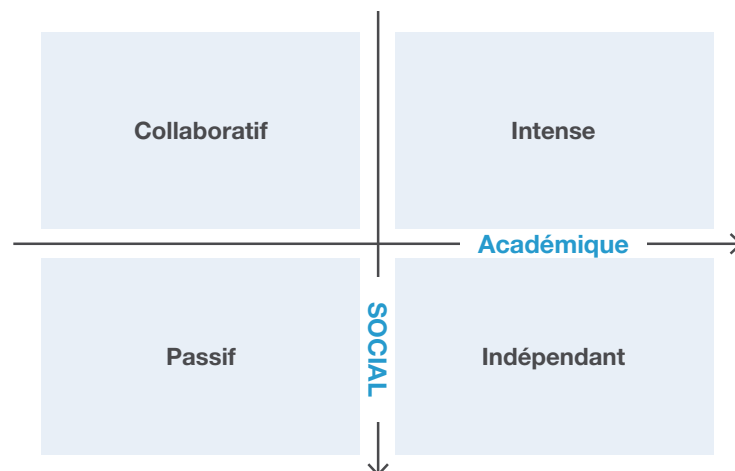 Collaboratif
Intense
Académique
Passif
SOCIAL
Indépendant